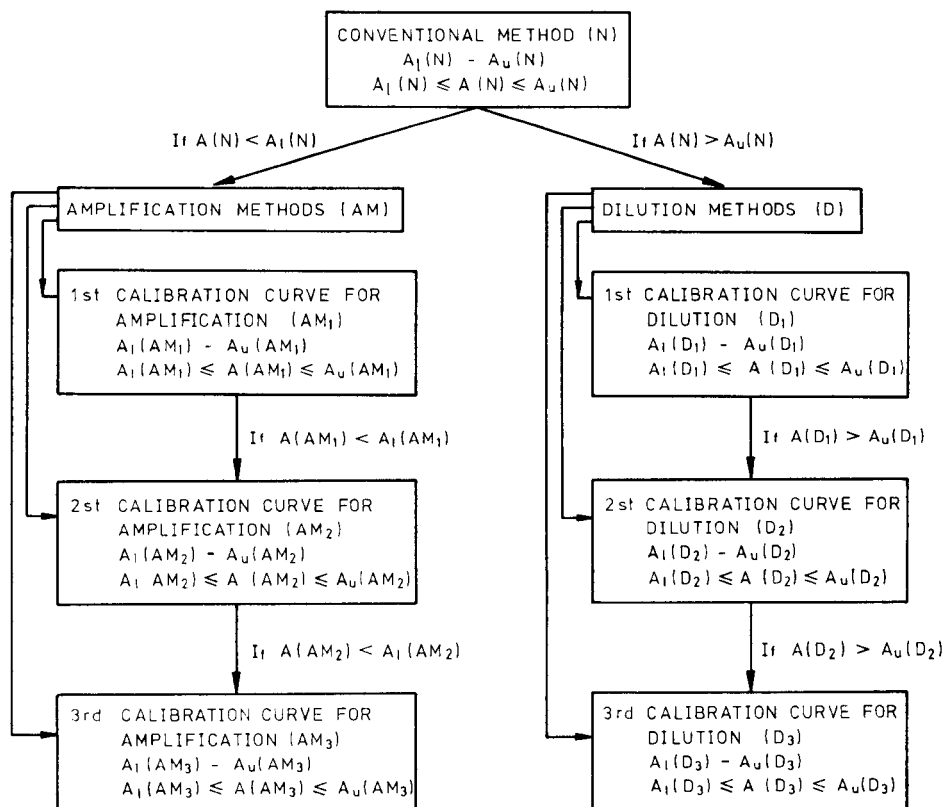 CONVENTIONAL METHOD (N)
Aₗ(N) - Aᵤ(N)
Aₗ(N) ⩽ A (N) ⩽ Aᵤ(N)
If A(N) < Aₗ(N)
If A(N) > Aᵤ(N)
AMPLIFICATION METHODS (AM)
1st CALIBRATION CURVE FOR
AMPLIFICATION (AM₁)
Aₗ(AM₁) - Aᵤ(AM₁)
Aₗ(AM₁) ⩽ A(AM₁) ⩽ Aᵤ(AM₁)
If A(AM₁) < Aₗ(AM₁)
2st CALIBRATION CURVE FOR
AMPLIFICATION (AM₂)
Aₗ(AM₂) - Aᵤ(AM₂)
Aₗ AM₂) ⩽ A (AM₂) ⩽ Aᵤ(AM₂)
If A(AM₂) < Aₗ(AM₂)
3rd CALIBRATION CURVE FOR
AMPLIFICATION (AM₃)
Aₗ(AM₃) - Aᵤ(AM₃)
Aₗ(AM₃) ⩽ A(AM₃) ⩽ Aᵤ(AM₃)
DILUTION METHODS (D)
1st CALIBRATION CURVE FOR
DILUTION (D₁)
Aₗ(D₁) - Aᵤ(D₁)
Aₗ(D₁) ⩽ A (D₁) ⩽ Aᵤ(D₁)
If A(D₁) > Aᵤ(D₁)
2st CALIBRATION CURVE FOR
DILUTION (D₂)
Aₗ(D₂) - Aᵤ(D₂)
Aₗ(D₂) ⩽ A (D₂) ⩽ Aᵤ(D₂)
If A(D₂) > Aᵤ(D₂)
3rd CALIBRATION CURVE FOR
DILUTION (D₃)
Aₗ(D₃) - Aᵤ(D₃)
Aₗ(D₃) ⩽ A (D₃) ⩽ Aᵤ(D₃)